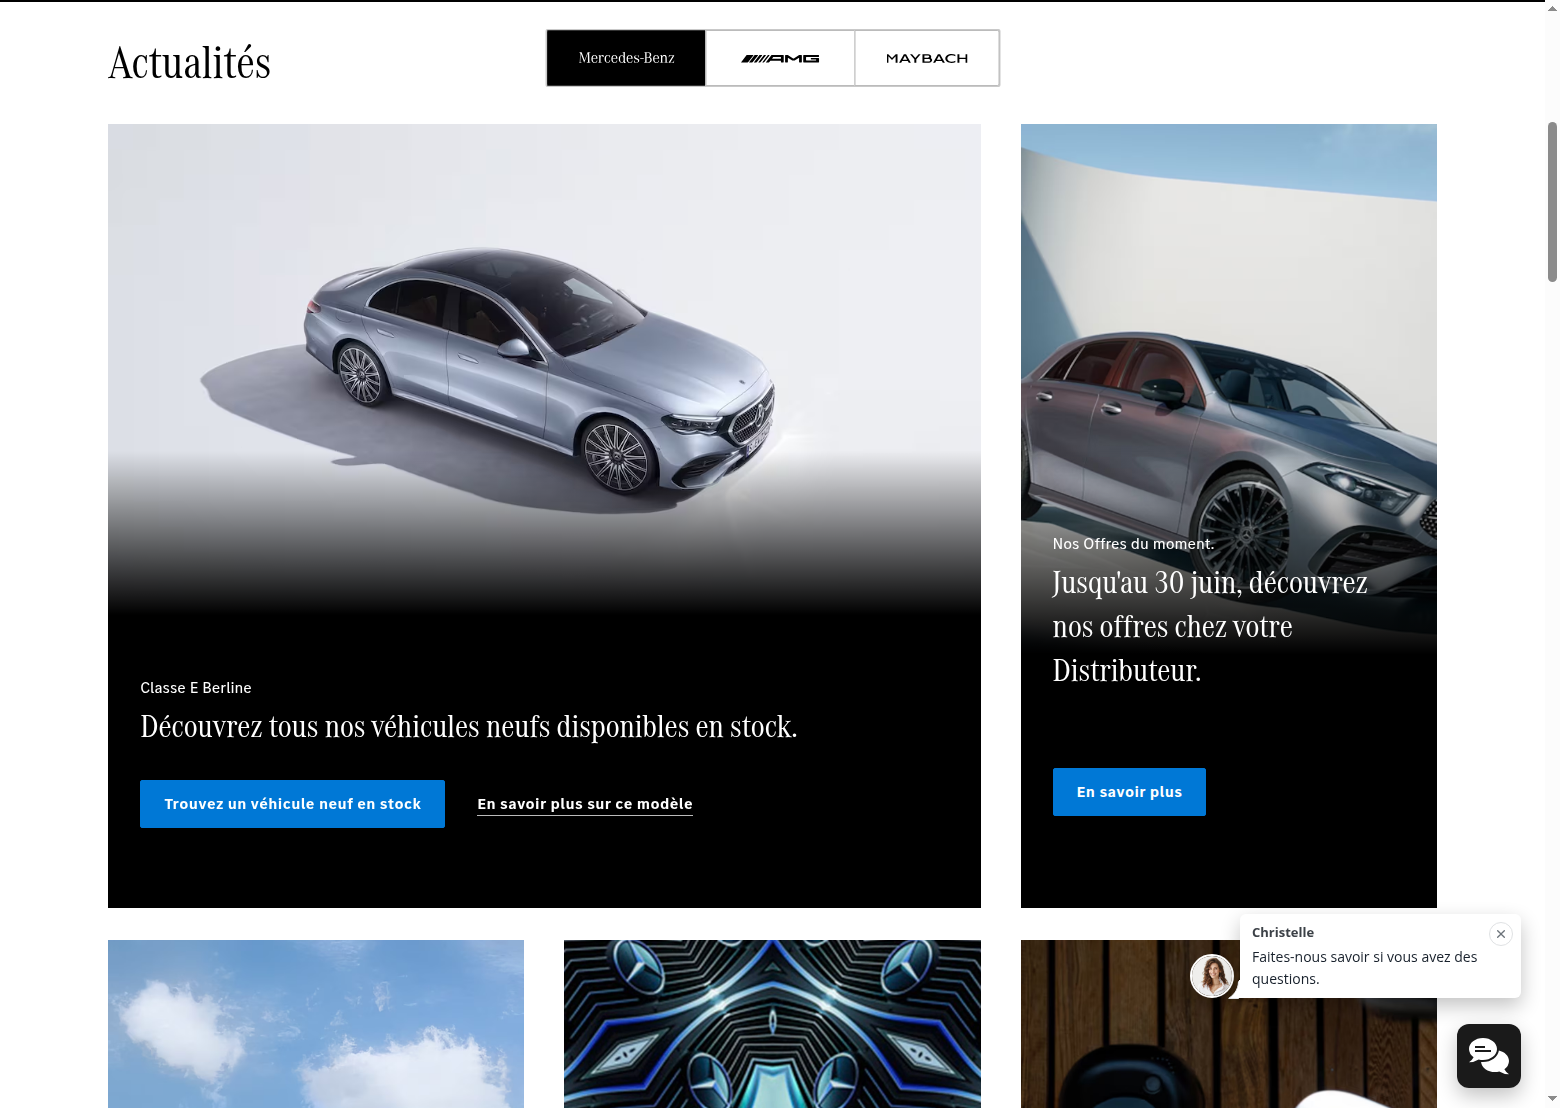 Actualités
Mercedes-Benz
AMG
MAYBACH
Classe E Berline
Découvrez tous nos véhicules neufs disponibles en stock.
Trouvez un véhicule neuf en stock
En savoir plus sur ce modèle
Nos Offres du moment.
Jusqu'au 30 juin, découvrez
nos offres chez votre
Distributeur.
En savoir plus
Christelle
Faites-nous savoir si vous avez des
questions.